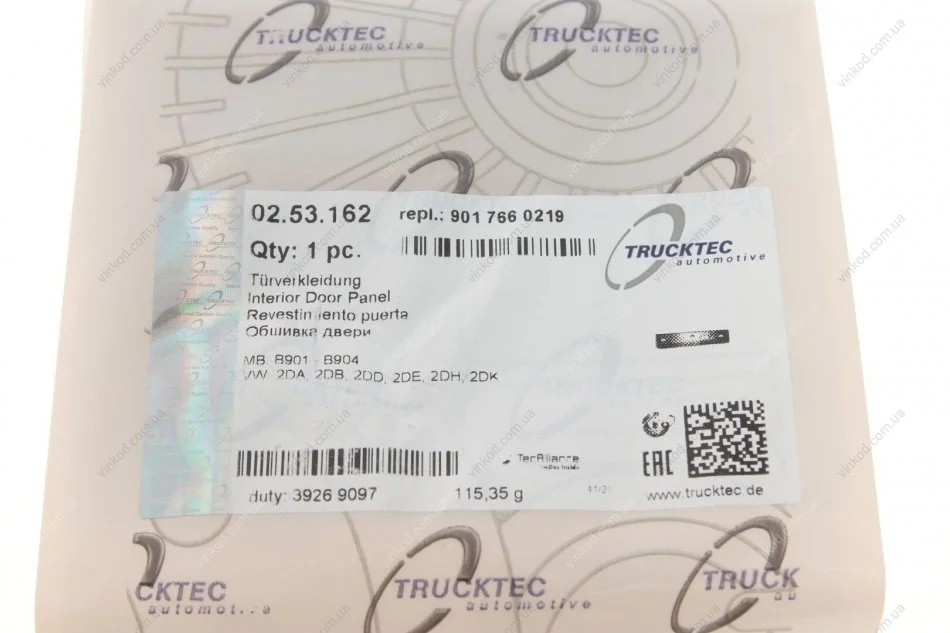 TRUCKTEC
automotive
TRUCKTEC
automotive
02.53.162
repl.: 901 766 0219
Qty: 1 pc.
TRUCKTEC
automotive
Türverkleidung
Interior Door Panel
Revestimiento puerta
Обшивка двери
MB: B901 - B904
VW: 2DA, 2DB, 2DD, 2DE, 2DH, 2DK
TecAlliance
EAC
duty: 3926 9097
115,35 g
www.trucktec.de
CKTEC
automotive
TRUCKTEC
automotive
TRUCK
au
vinkod.com.ua